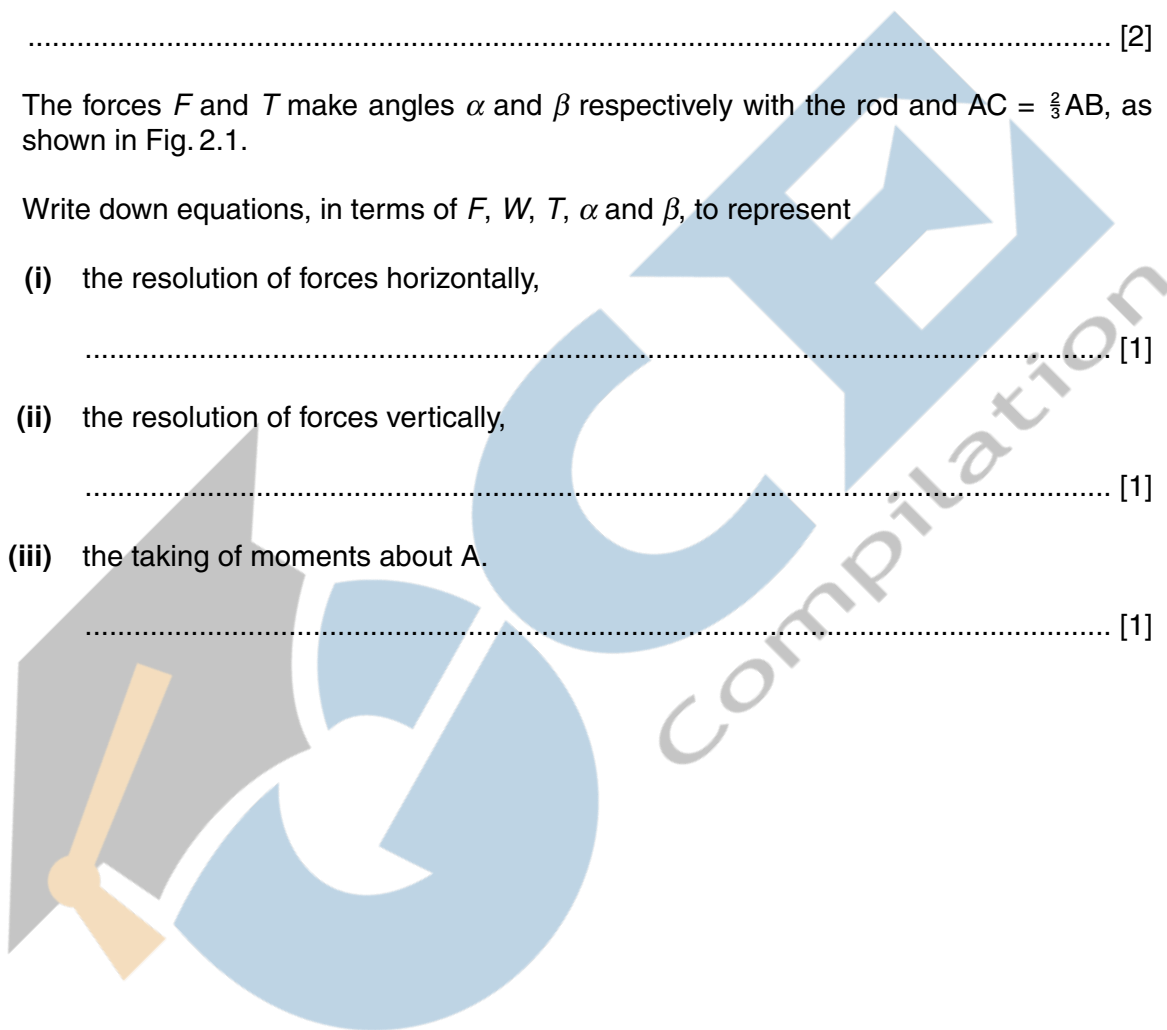 ........................................................................................................................................ [2]
The forces F and T make angles α and β respectively with the rod and AC = ⅔AB, as
shown in Fig. 2.1.
Write down equations, in terms of F, W, T, α and β, to represent
(i) the resolution of forces horizontally,
................................................................................................................................ [1]
(ii) the resolution of forces vertically,
................................................................................................................................ [1]
(iii) the taking of moments about A.
................................................................................................................................ [1]
GCE
Compilation